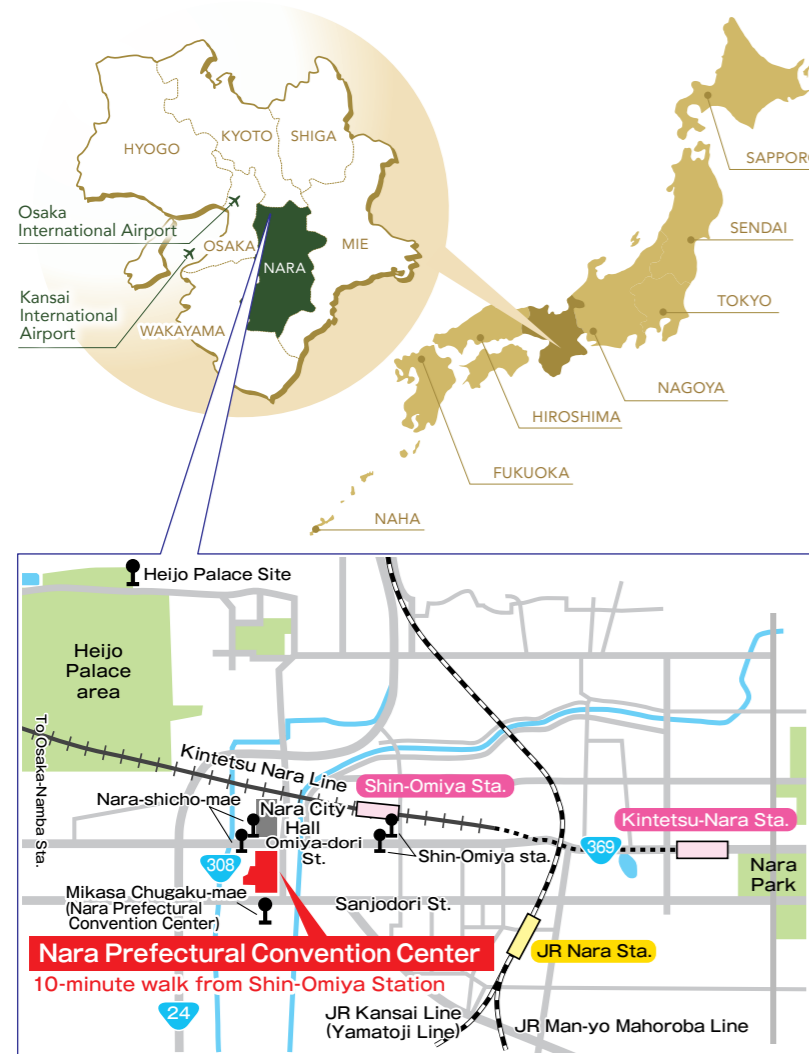 HYOGO
KYOTO
SHIGA
Osaka
International Airport
OSAKA
NARA
MIE
Kansai
International
Airport
WAKAYAMA
SAPPORO
SENDAI
TOKYO
NAGOYA
HIROSHIMA
FUKUOKA
NAHA
Heijo Palace Site
Heijo
Palace
area
To Osaka-Namba Sta.
Kintetsu Nara Line
Shin-Omiya Sta.
Nara-shicho-mae
Nara City
Hall
Omiya-dori
St.
Shin-Omiya sta.
Kintetsu-Nara Sta.
369
308
Nara
Park
Mikasa Chugaku-mae
(Nara Prefectural
Convention Center)
Sanjodori St.
Nara Prefectural Convention Center
10-minute walk from Shin-Omiya Station
JR Nara Sta.
24
JR Kansai Line
(Yamatoji Line)
JR Man-yo Mahoroba Line